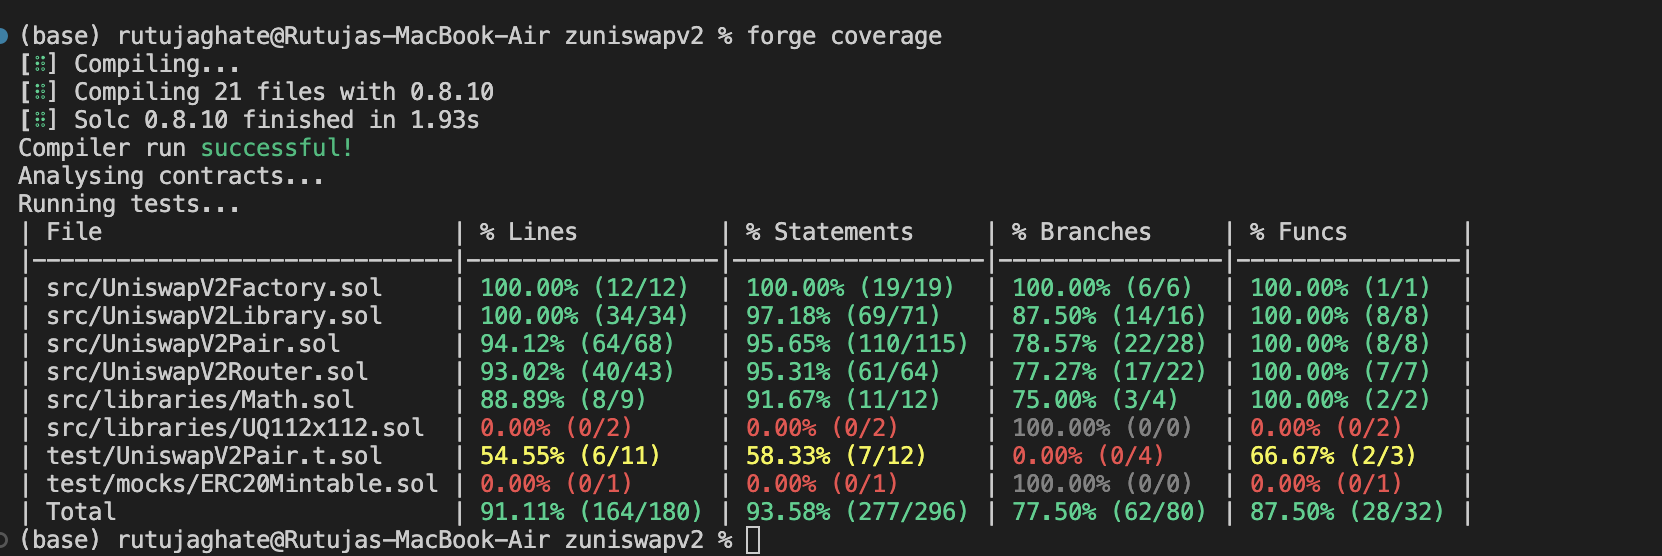 (base) rutujaghate@Rutujas-MacBook-Air zuniswapv2 % forge coverage
[⠿] Compiling...
[⠿] Compiling 21 files with 0.8.10
[⠿] Solc 0.8.10 finished in 1.93s
Compiler run successful!
Analysing contracts...
Running tests...
| File | % Lines | % Statements | % Branches | % Funcs |
|------------------------------|------------------|------------------|----------------|----------------|
| src/UniswapV2Factory.sol | 100.00% (12/12) | 100.00% (19/19) | 100.00% (6/6) | 100.00% (1/1) |
| src/UniswapV2Library.sol | 100.00% (34/34) | 97.18% (69/71) | 87.50% (14/16) | 100.00% (8/8) |
| src/UniswapV2Pair.sol | 94.12% (64/68) | 95.65% (110/115) | 78.57% (22/28) | 100.00% (8/8) |
| src/UniswapV2Router.sol | 93.02% (40/43) | 95.31% (61/64) | 77.27% (17/22) | 100.00% (7/7) |
| src/libraries/Math.sol | 88.89% (8/9) | 91.67% (11/12) | 75.00% (3/4) | 100.00% (2/2) |
| src/libraries/UQ112x112.sol | 0.00% (0/2) | 0.00% (0/2) | 100.00% (0/0) | 0.00% (0/2) |
| test/UniswapV2Pair.t.sol | 54.55% (6/11) | 58.33% (7/12) | 0.00% (0/4) | 66.67% (2/3) |
| test/mocks/ERC20Mintable.sol | 0.00% (0/1) | 0.00% (0/1) | 100.00% (0/0) | 0.00% (0/1) |
| Total | 91.11% (164/180) | 93.58% (277/296) | 77.50% (62/80) | 87.50% (28/32) |
(base) rutujaghate@Rutujas-MacBook-Air zuniswapv2 %